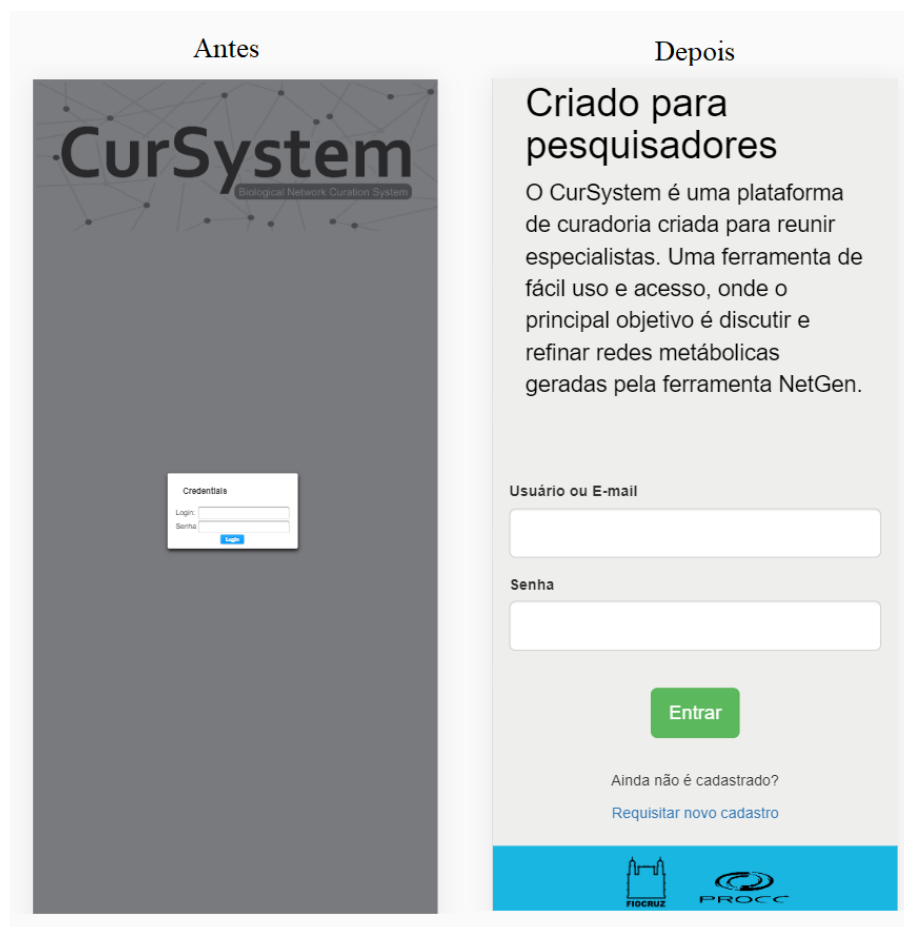 Antes
CurSystem
Biological Network Curation System
Credentials
Login:
Senha
Login
Depois
Criado para
pesquisadores
O CurSystem é uma plataforma
de curadoria criada para reunir
especialistas. Uma ferramenta de
fácil uso e acesso, onde o
principal objetivo é discutir e
refinar redes metábolicas
geradas pela ferramenta NetGen.
Usuário ou E-mail
Senha
Entrar
Ainda não é cadastrado?
Requisitar novo cadastro
FIOCRUZ
PROCC